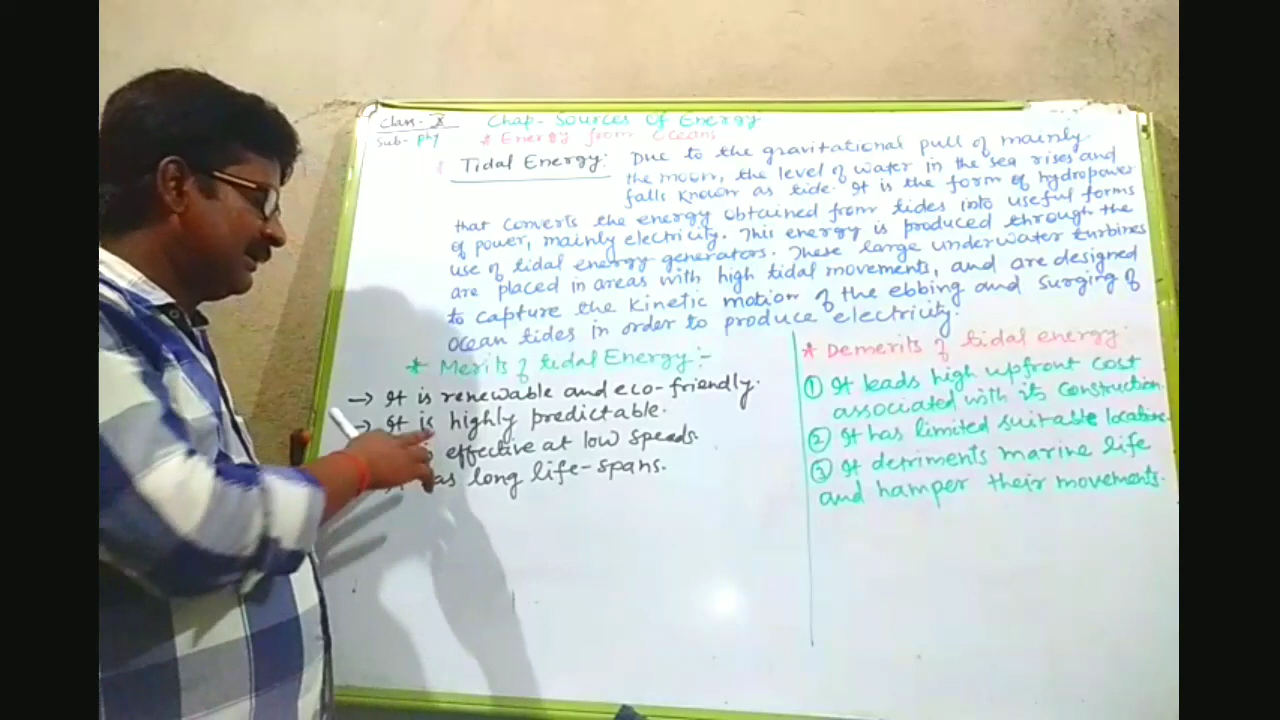 Class- X Chap- Sources Of Energy
Sub- Phy * Energy from Oceans
* Tidal Energy: Due to the gravitational pull of mainly
the moon, the level of water in the sea rises and
falls known as tide. It is the form of hydropower
that converts the energy obtained from tides into useful forms
of power, mainly electricity. This energy is produced through the
use of tidal energy generators. These large underwater turbines
are placed in areas with high tidal movements, and are designed
to capture the kinetic motion of the ebbing and surging of
ocean tides in order to produce electricity.
* Merits of tidal Energy:-
→ It is renewable and eco-friendly.
→ It is highly predictable.
effective at low speeds.
as long life-spans.
* Demerits of tidal energy:
① It leads high upfront cost
associated with its construction.
② It has limited suitable locations.
③ It detriments marine life
and hamper their movements.